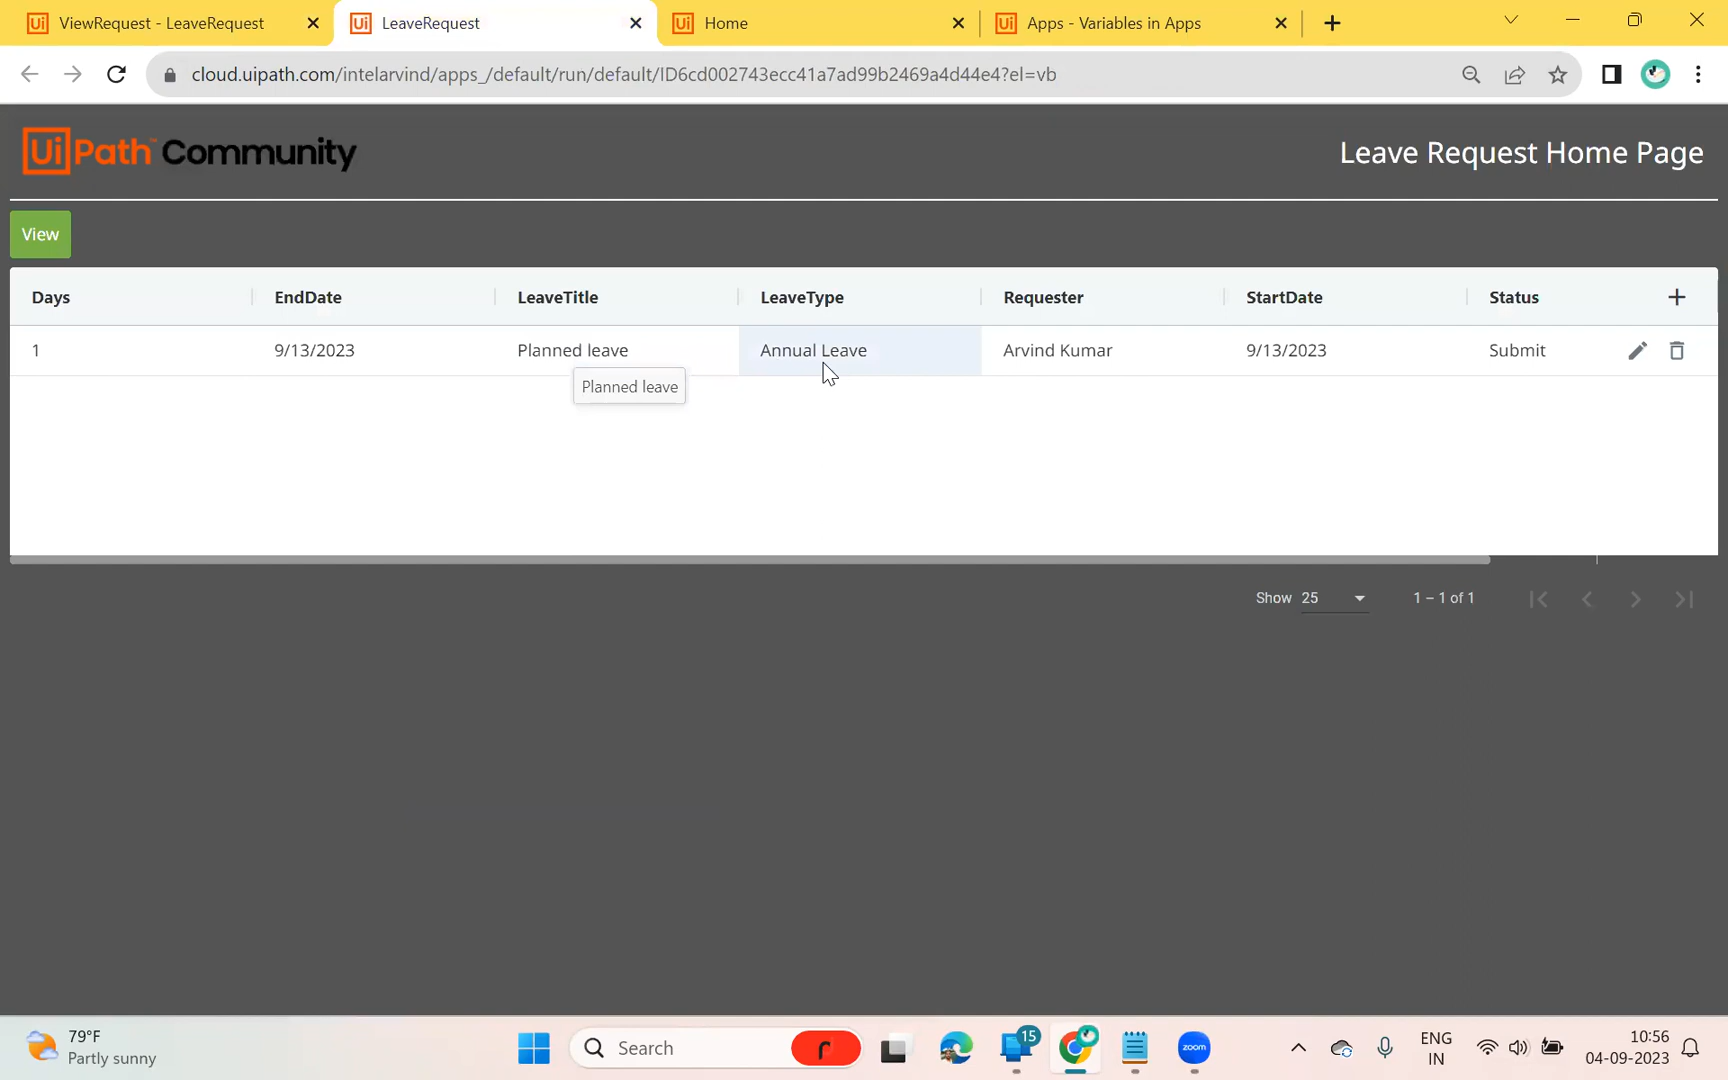 ViewRequest - LeaveRequest
LeaveRequest
Home
Apps - Variables in Apps
cloud.uipath.com/intelarvind/apps_/default/run/default/ID6cd002743ecc41a7ad99b2469a4d44e4?el=vb
UiPath™ Community
Leave Request Home Page
View
Days EndDate LeaveTitle LeaveType Requester StartDate Status
1 9/13/2023 Planned leave Annual Leave Arvind Kumar 9/13/2023 Submit
Planned leave
Show 25 1 – 1 of 1
79°F
Partly sunny
Search
15
zoom
ENG
IN
10:56
04-09-2023